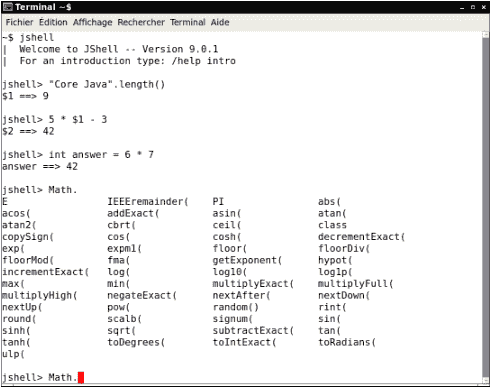 Terminal ~$
Fichier Édition Affichage Rechercher Terminal Aide
~$ jshell
|  Welcome to JShell -- Version 9.0.1
|  For an introduction type: /help intro
jshell> "Core Java".length()
$1 ==> 9
jshell> 5 * $1 - 3
$2 ==> 42
jshell> int answer = 6 * 7
answer ==> 42
jshell> Math.
E                 IEEEremainder(    PI                abs(
acos(             addExact(         asin(             atan(
atan2(            cbrt(             ceil(             class
copySign(         cos(              cosh(             decrementExact(
exp(              expm1(            floor(            floorDiv(
floorMod(         fma(              getExponent(      hypot(
incrementExact(   log(              log10(            log1p(
max(              min(              multiplyExact(    multiplyFull(
multiplyHigh(     negateExact(      nextAfter(        nextDown(
nextUp(           pow(              random()          rint(
round(            scalb(            signum(           sin(
sinh(             sqrt(             subtractExact(    tan(
tanh(             toDegrees(        toIntExact(       toRadians(
ulp(
jshell> Math.